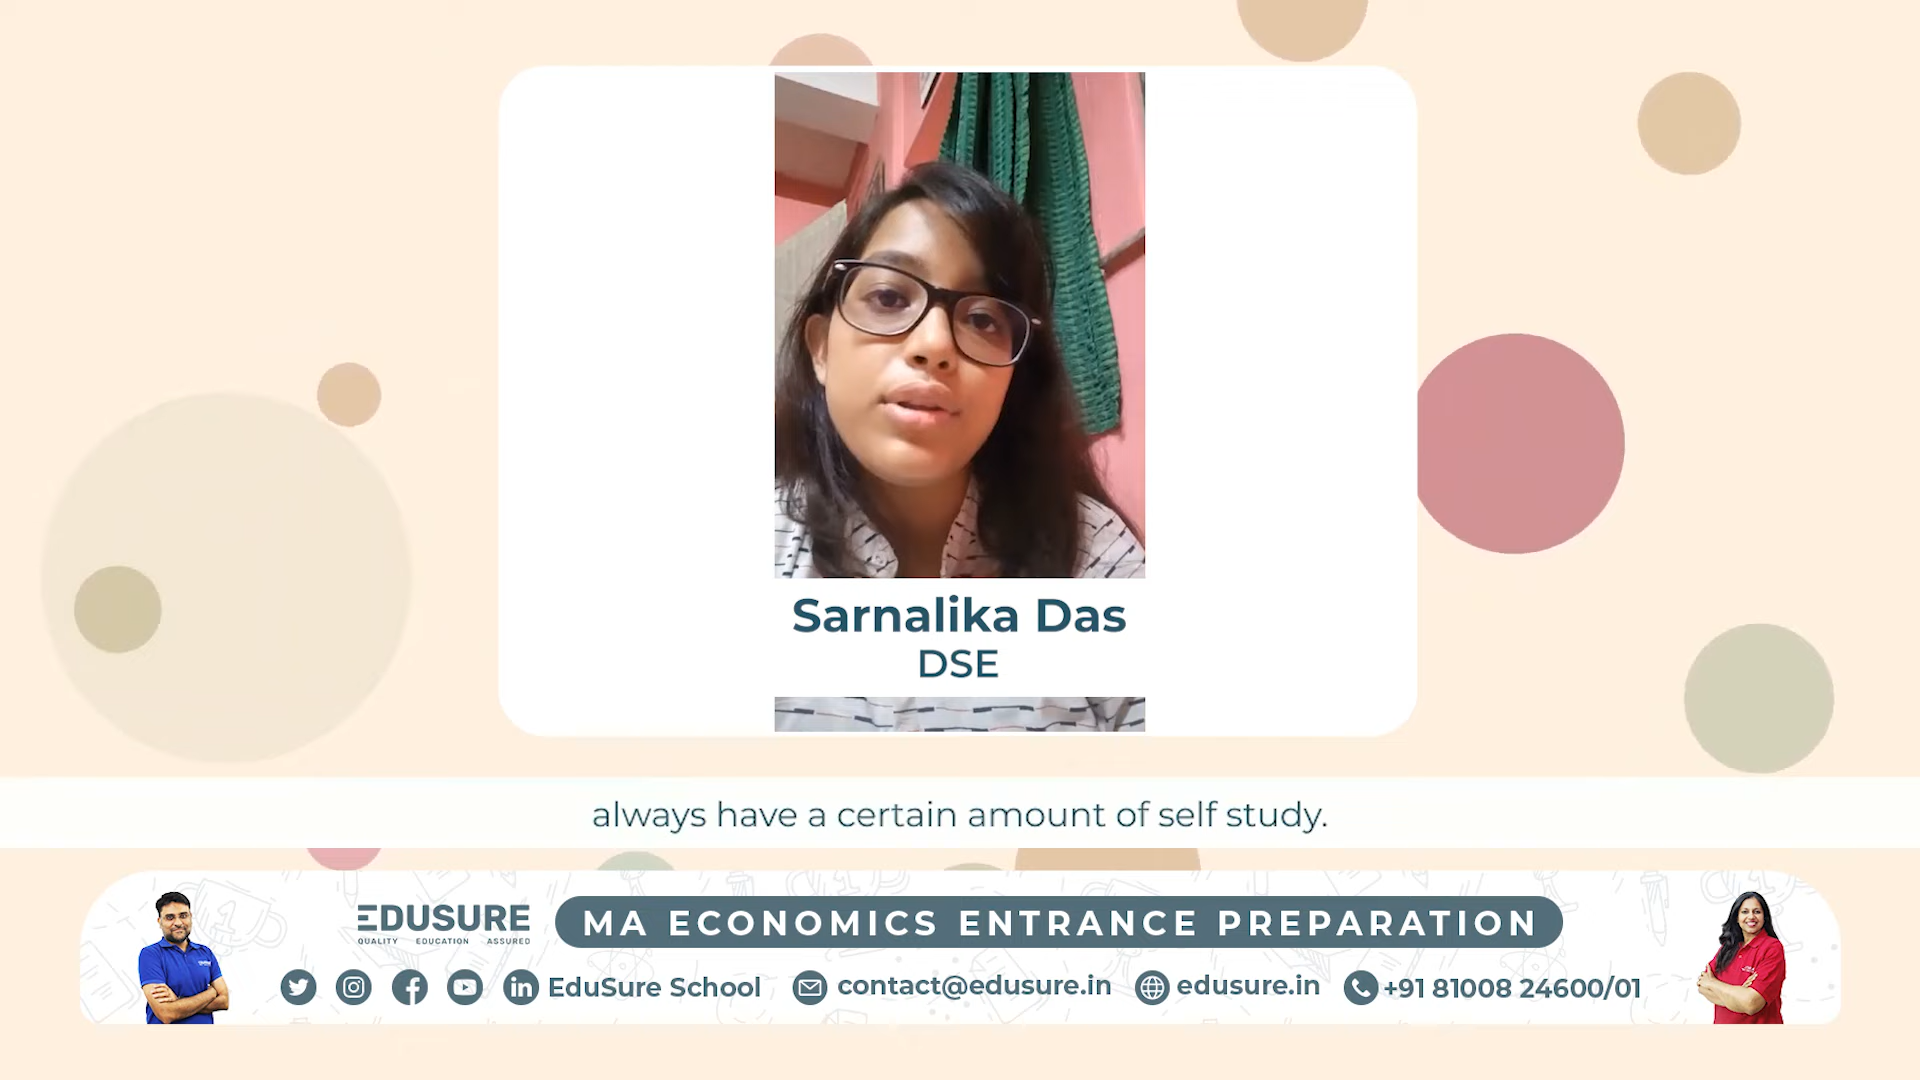 Sarnalika Das
DSE
always have a certain amount of self study.
EDUSURE
QUALITY EDUCATION ASSURED
MA ECONOMICS ENTRANCE PREPARATION
EduSure School
contact@edusure.in
edusure.in
+91 81008 24600/01